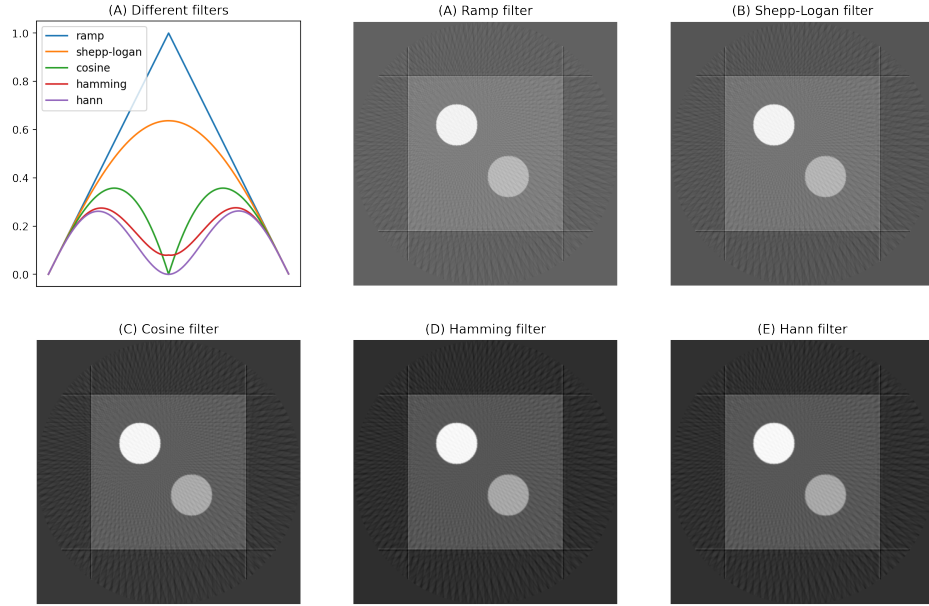 (A) Different filters
1.0
0.8
0.6
0.4
0.2
0.0
ramp
shepp-logan
cosine
hamming
hann
(A) Ramp filter
(B) Shepp-Logan filter
(C) Cosine filter
(D) Hamming filter
(E) Hann filter